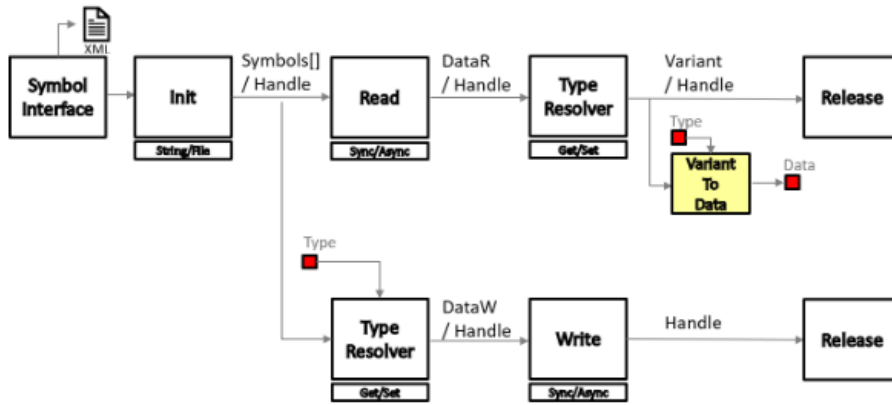 XML
Symbol
Interface
Init
String/File
Symbols[]
/ Handle
Read
Sync/Async
DataR
/ Handle
Type
Resolver
Get/Set
Variant
/ Handle
Release
Type
Variant
To
Data
Data
Type
Type
Resolver
Get/Set
DataW
/ Handle
Write
Sync/Async
Handle
Release